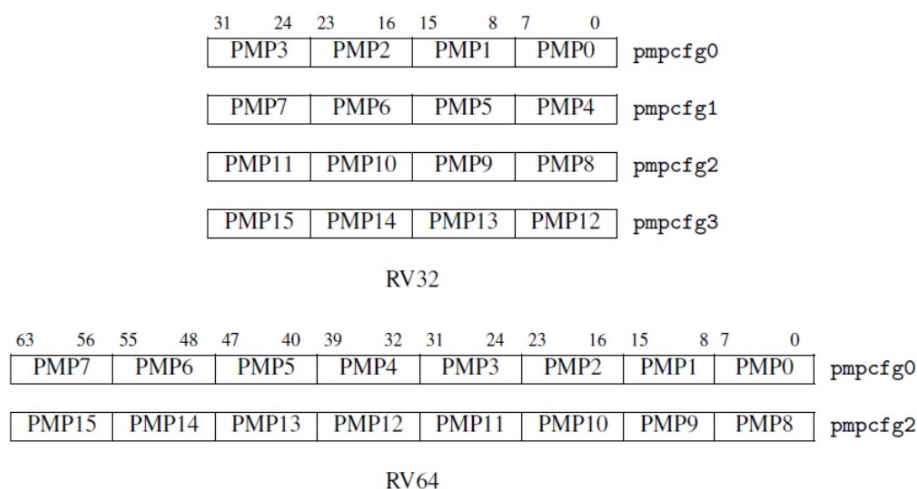 31 24 23 16 15 8 7 0
PMP3 PMP2 PMP1 PMP0 pmpcfg0
PMP7 PMP6 PMP5 PMP4 pmpcfg1
PMP11 PMP10 PMP9 PMP8 pmpcfg2
PMP15 PMP14 PMP13 PMP12 pmpcfg3
RV32
63 56 55 48 47 40 39 32 31 24 23 16 15 8 7 0
PMP7 PMP6 PMP5 PMP4 PMP3 PMP2 PMP1 PMP0 pmpcfg0
PMP15 PMP14 PMP13 PMP12 PMP11 PMP10 PMP9 PMP8 pmpcfg2
RV64